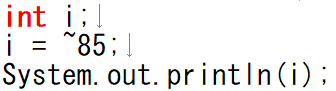 int i;↓
i = ~85;↓
System.out.println(i);